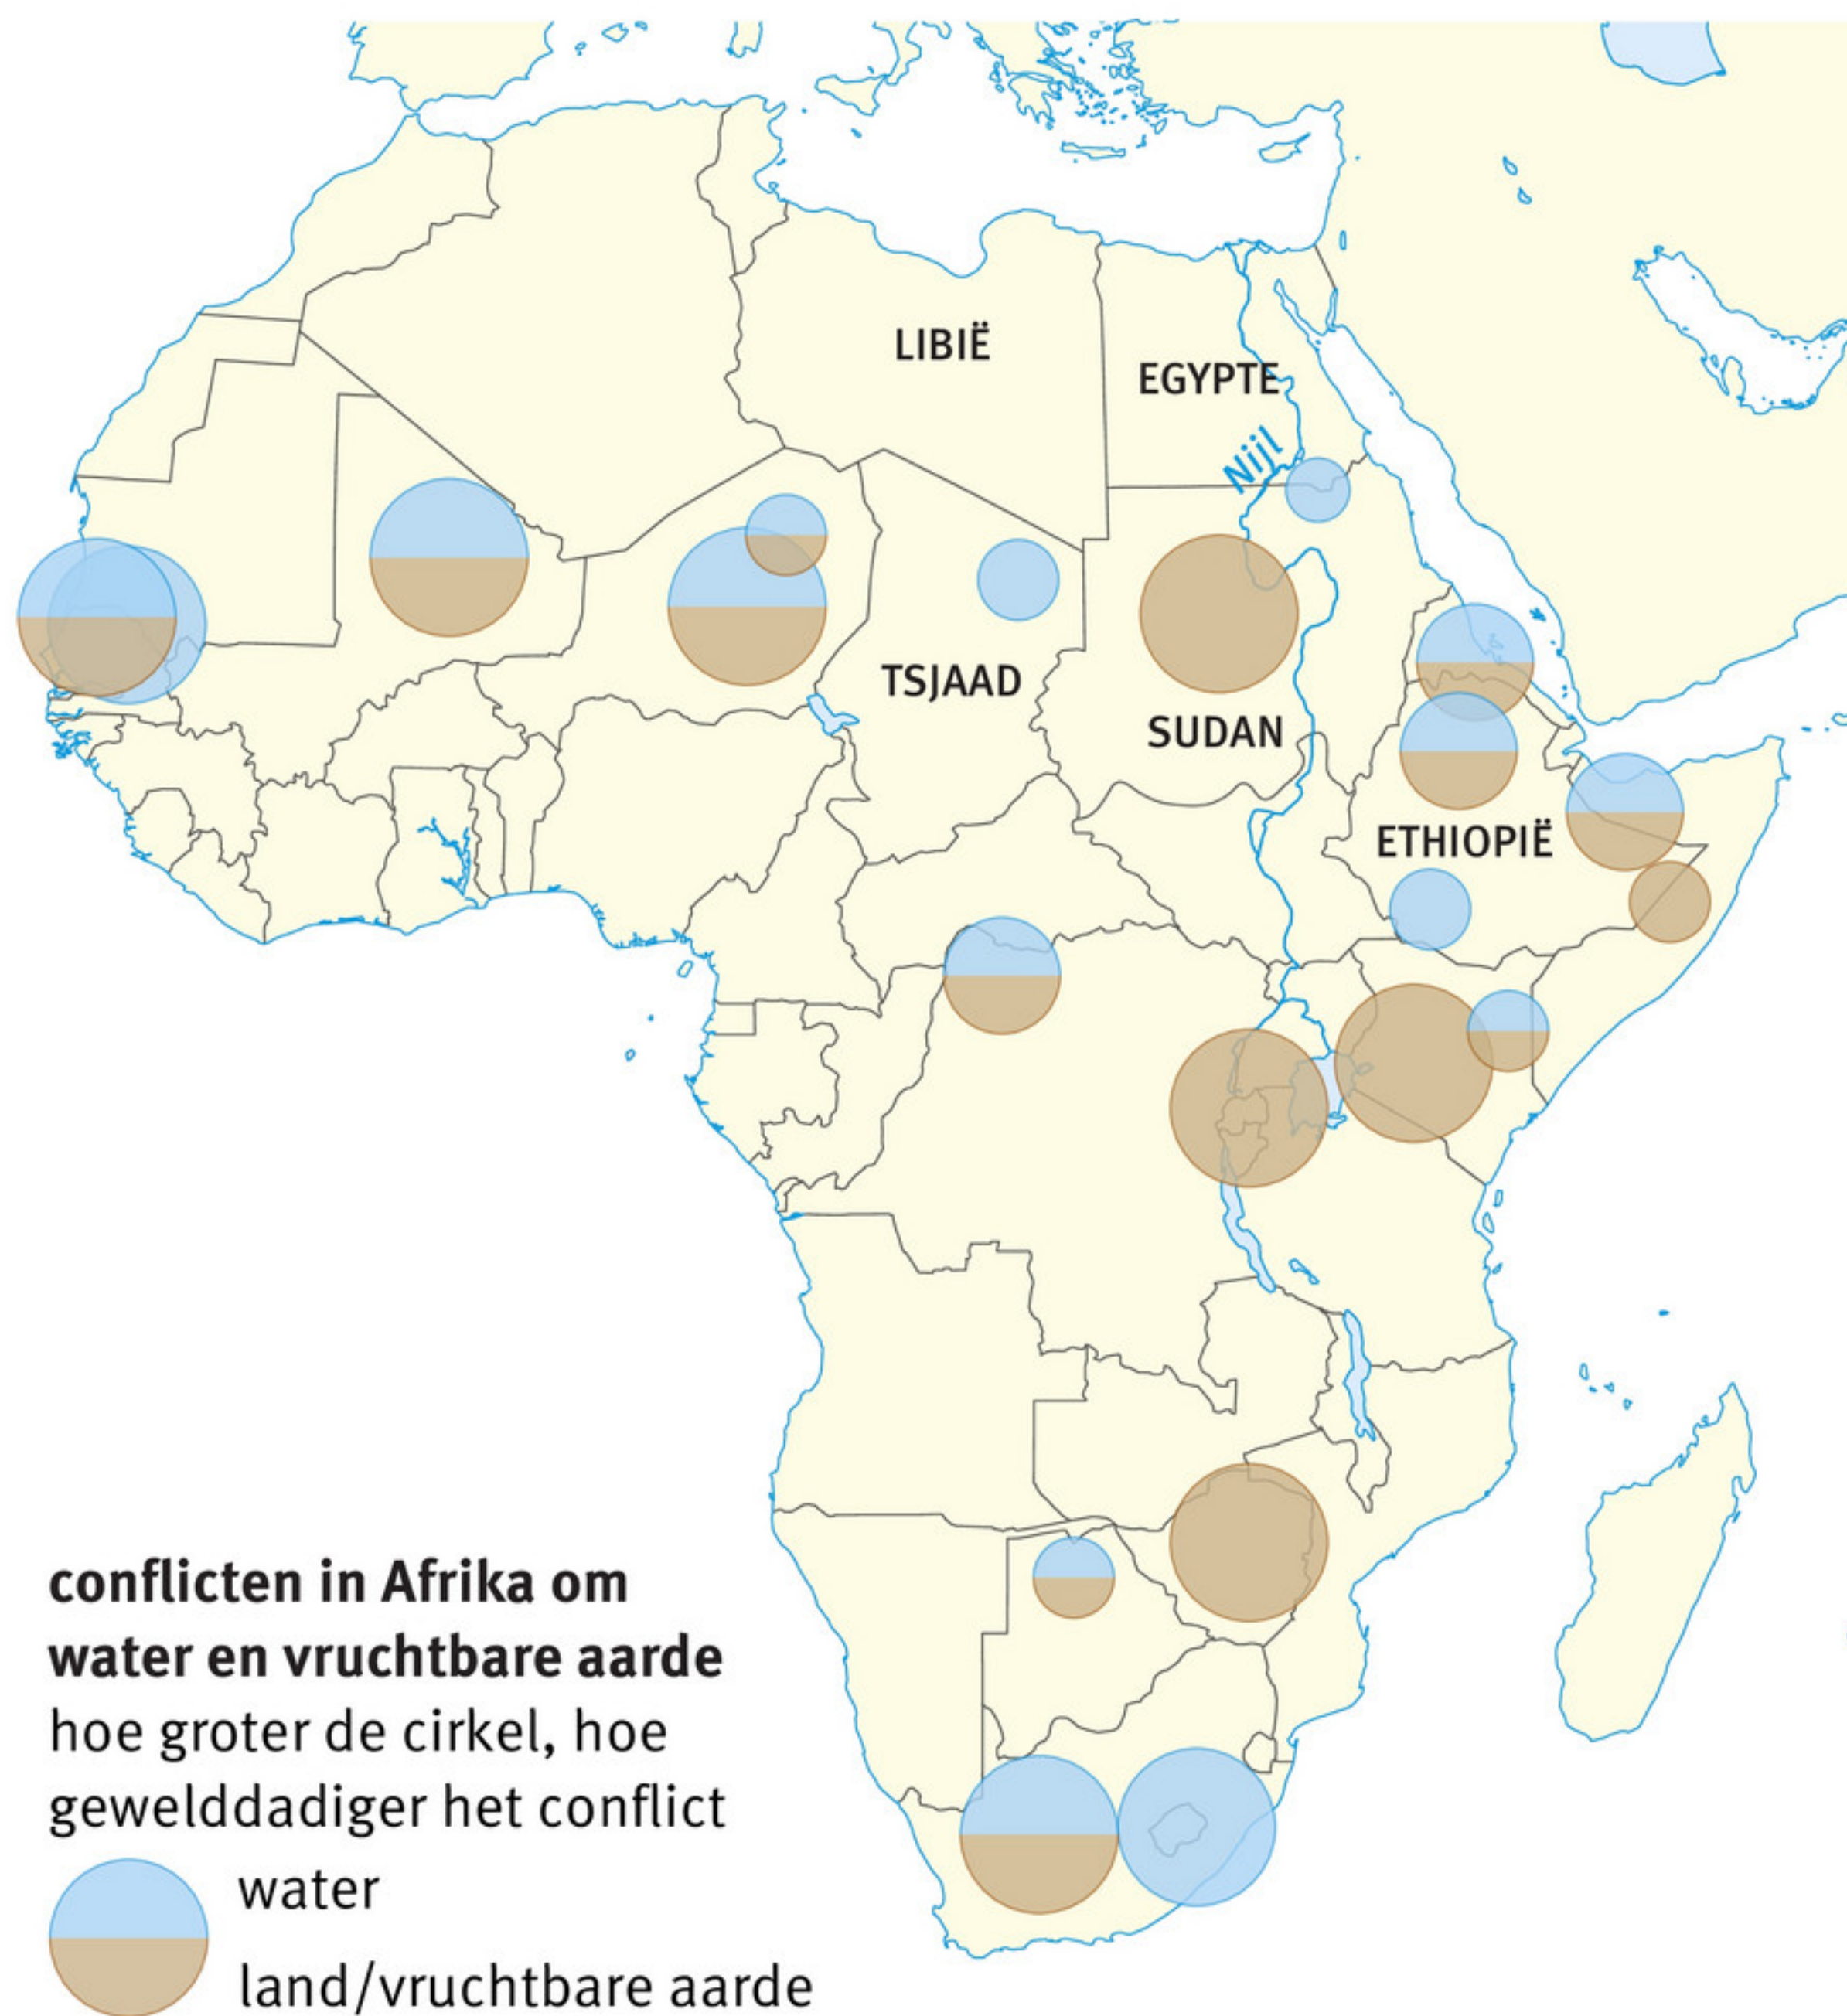 LIBIË
EGYPTE
Nijl
TSJAAD
SUDAN
ETHIOPIË
conflicten in Afrika om
water en vruchtbare aarde
hoe groter de cirkel, hoe
gewelddadiger het conflict
water
land/vruchtbare aarde